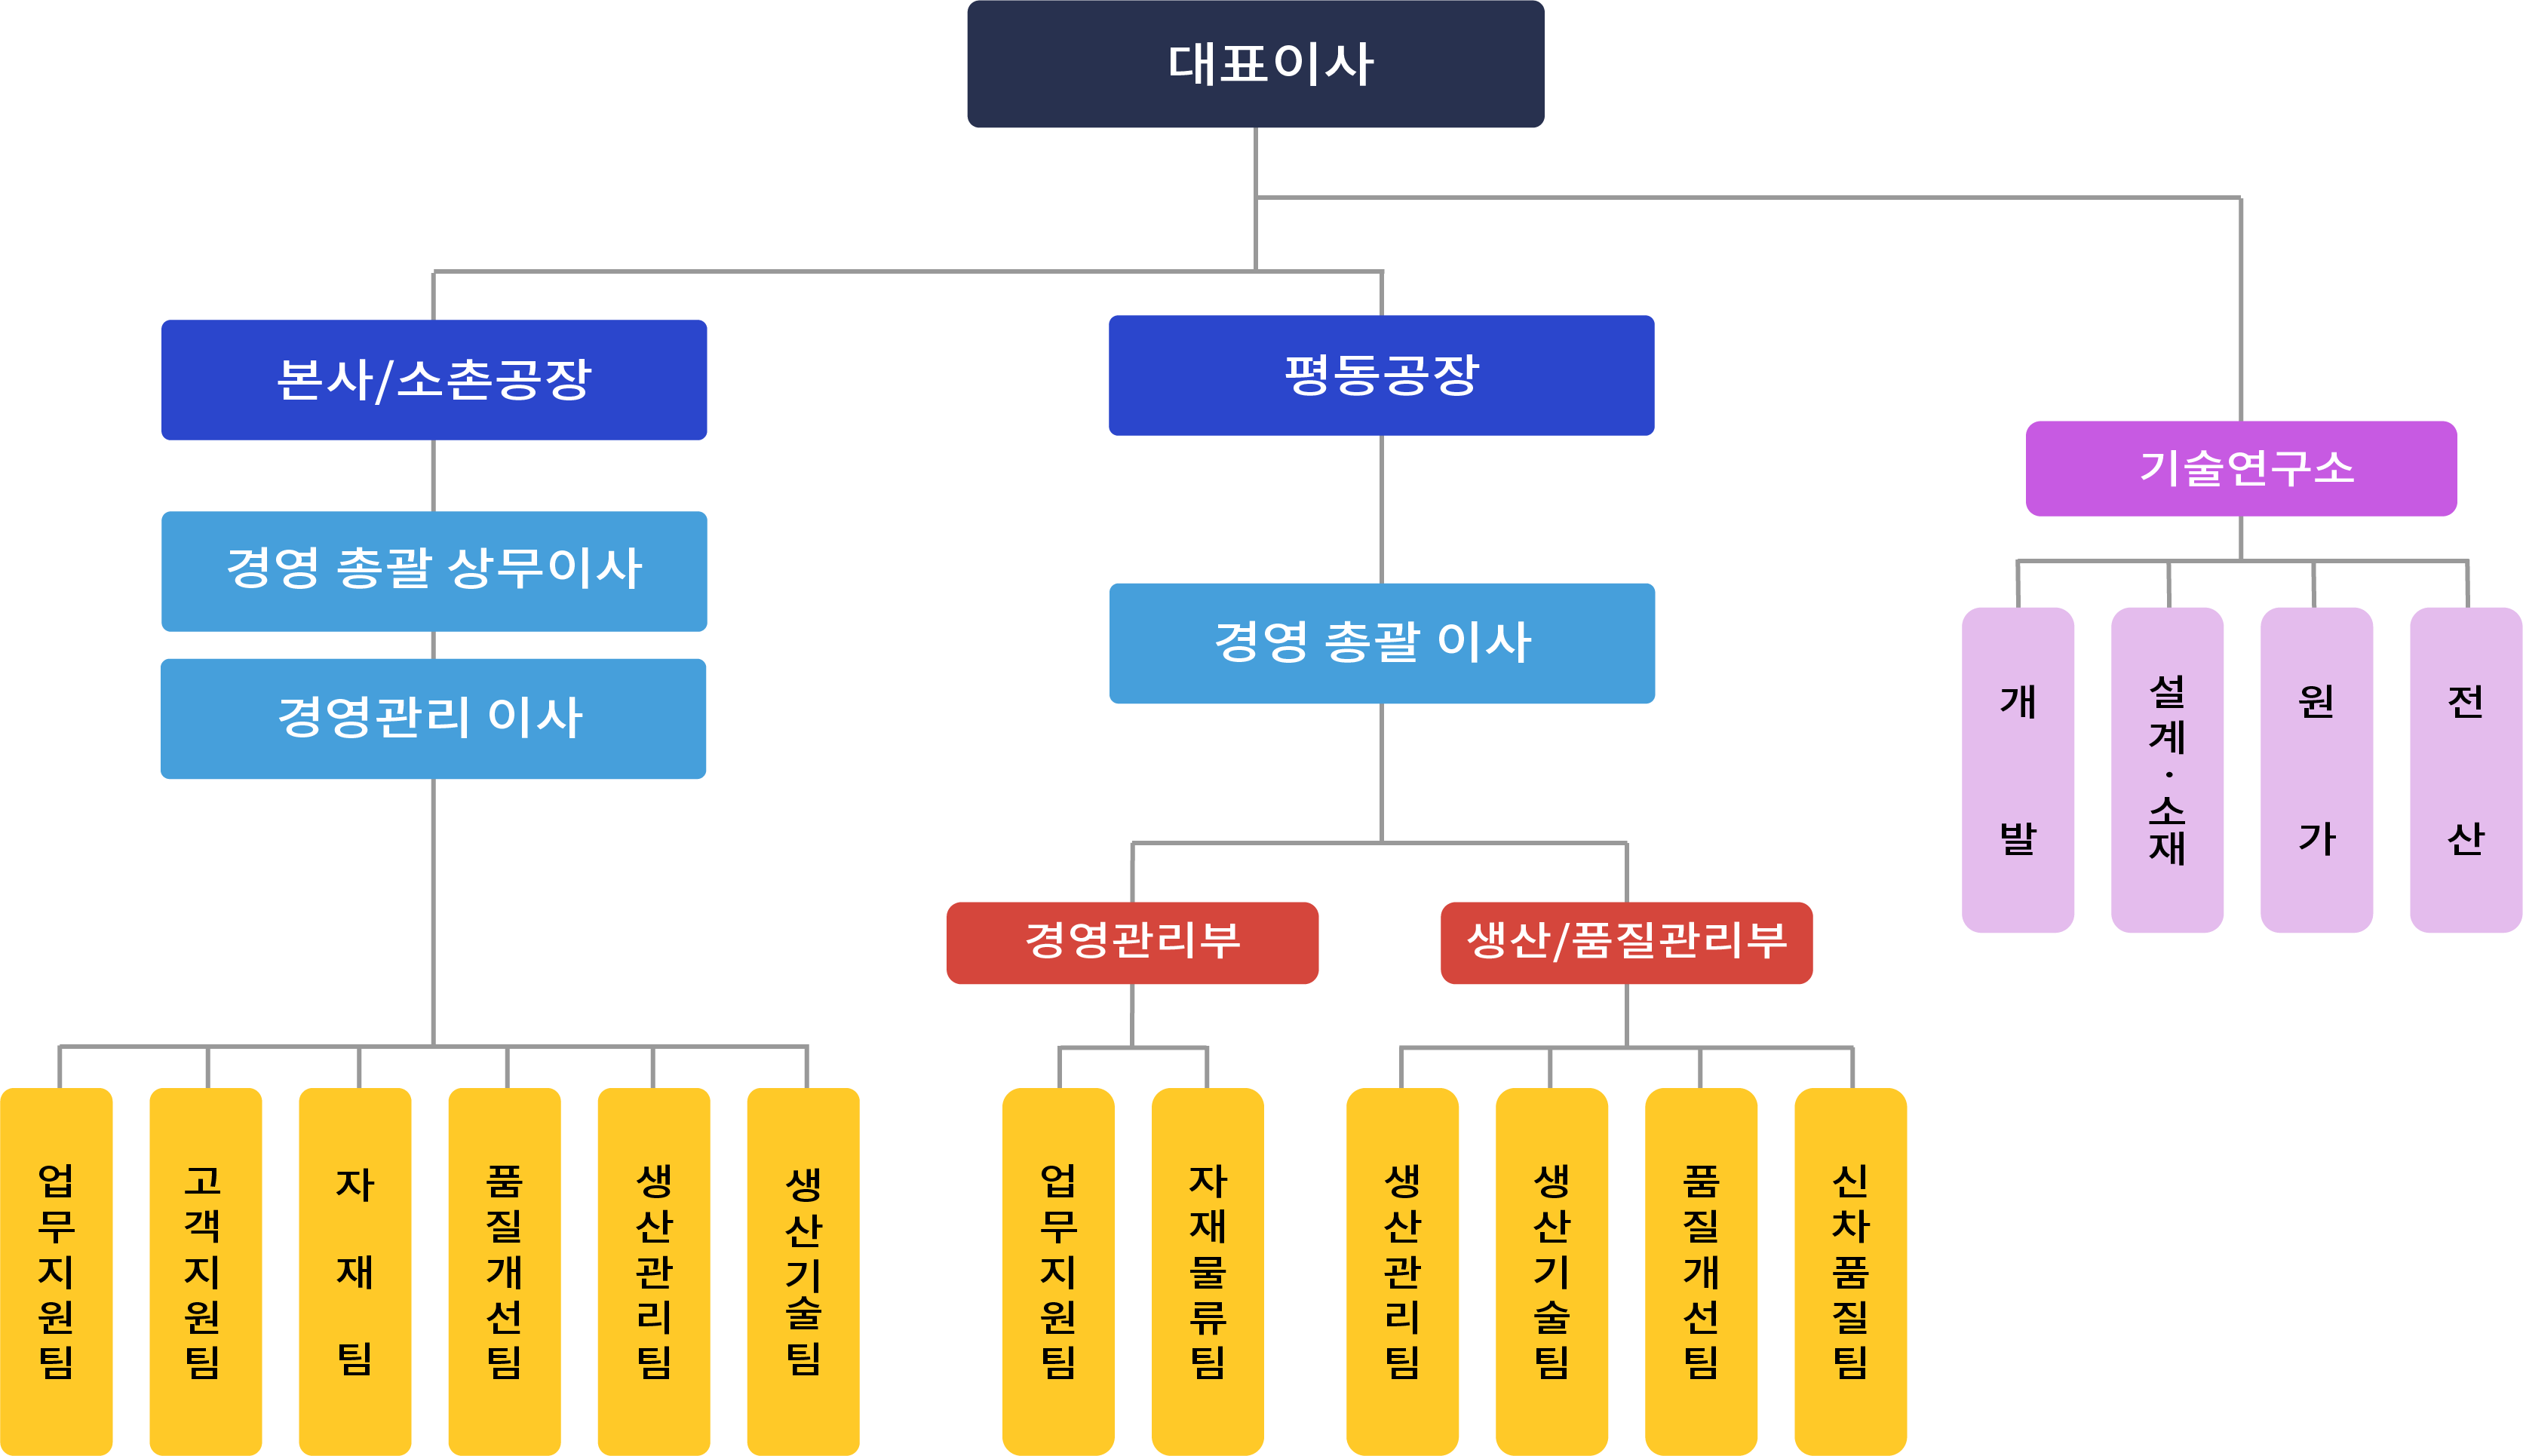 대표이사
본사/소촌공장
평동공장
기술연구소
경영 총괄 상무이사
경영 총괄 이사
경영관리 이사
개발
설계·소재
원가
전산
경영관리부
생산/품질관리부
업무지원팀
고객지원팀
자재팀
품질개선팀
생산관리팀
생산기술팀
업무지원팀
자재물류팀
생산관리팀
생산기술팀
품질개선팀
신차품질팀